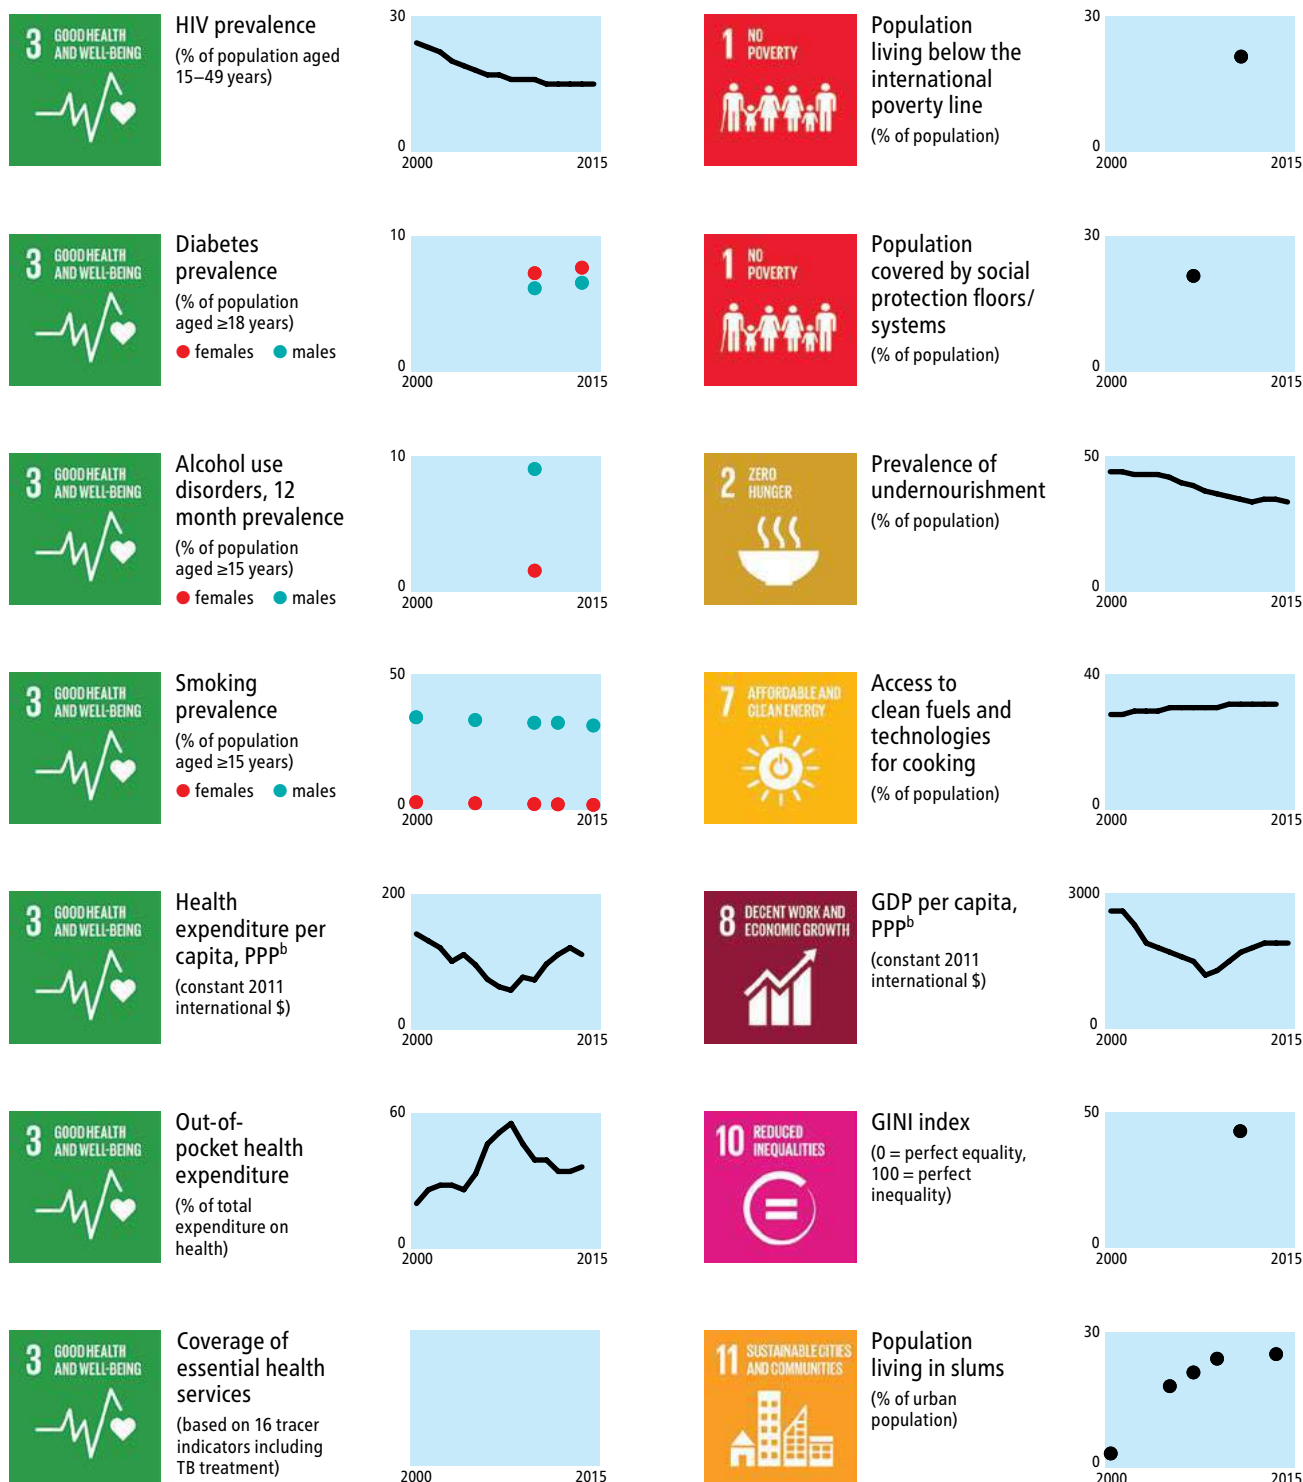 3 GOOD HEALTH
AND WELL-BEING
HIV prevalence
(% of population aged
15–49 years)
30
0
2000 2015
3 GOOD HEALTH
AND WELL-BEING
Diabetes
prevalence
(% of population
aged ≥18 years)
females males
10
0
2000 2015
3 GOOD HEALTH
AND WELL-BEING
Alcohol use
disorders, 12
month prevalence
(% of population
aged ≥15 years)
females males
10
0
2000 2015
3 GOOD HEALTH
AND WELL-BEING
Smoking
prevalence
(% of population
aged ≥15 years)
females males
50
0
2000 2015
3 GOOD HEALTH
AND WELL-BEING
Health
expenditure per
capita, PPPᵇ
(constant 2011
international $)
200
0
2000 2015
3 GOOD HEALTH
AND WELL-BEING
Out-of-
pocket health
expenditure
(% of total
expenditure on
health)
60
0
2000 2015
3 GOOD HEALTH
AND WELL-BEING
Coverage of
essential health
services
(based on 16 tracer
indicators including
TB treatment)
2000 2015
1 NO
POVERTY
Population
living below the
international
poverty line
(% of population)
30
0
2000 2015
1 NO
POVERTY
Population
covered by social
protection floors/
systems
(% of population)
30
0
2000 2015
2 ZERO
HUNGER
Prevalence of
undernourishment
(% of population)
50
0
2000 2015
7 AFFORDABLE AND
CLEAN ENERGY
Access to
clean fuels and
technologies
for cooking
(% of population)
40
0
2000 2015
8 DECENT WORK AND
ECONOMIC GROWTH
GDP per capita,
PPPᵇ
(constant 2011
international $)
3000
0
2000 2015
10 REDUCED
INEQUALITIES
GINI index
(0 = perfect equality,
100 = perfect
inequality)
50
0
2000 2015
11 SUSTAINABLE CITIES
AND COMMUNITIES
Population
living in slums
(% of urban
population)
30
0
2000 2015